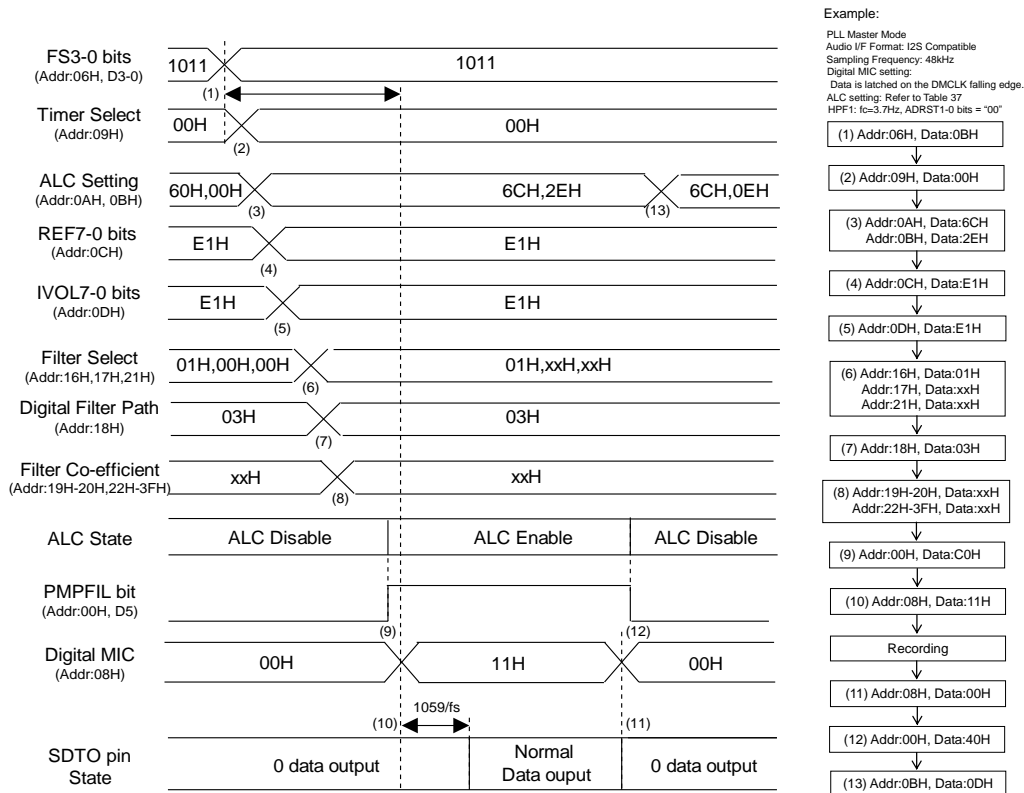 FS3-0 bits
(Addr:06H, D3-0)
1011
1011
(1)
Timer Select
(Addr:09H)
00H
00H
(2)
ALC Setting
(Addr:0AH, 0BH)
60H,00H
6CH,2EH
6CH,0EH
(3)
(13)
REF7-0 bits
(Addr:0CH)
E1H
E1H
(4)
IVOL7-0 bits
(Addr:0DH)
E1H
E1H
(5)
Filter Select
(Addr:16H,17H,21H)
01H,00H,00H
01H,xxH,xxH
(6)
Digital Filter Path
(Addr:18H)
03H
03H
(7)
Filter Co-efficient
(Addr:19H-20H,22H-3FH)
xxH
xxH
(8)
ALC State
ALC Disable
ALC Enable
ALC Disable
PMPFIL bit
(Addr:00H, D5)
(9)
(12)
Digital MIC
(Addr:08H)
00H
11H
00H
(10)
1059/fs
(11)
SDTO pin
State
0 data output
Normal
Data ouput
0 data output
Example:
PLL Master Mode
Audio I/F Format: I2S Compatible
Sampling Frequency: 48kHz
Digital MIC setting:
Data is latched on the DMCLK falling edge.
ALC setting: Refer to Table 37
HPF1: fc=3.7Hz, ADRST1-0 bits = “00”
(1) Addr:06H, Data:0BH
(2) Addr:09H, Data:00H
(3) Addr:0AH, Data:6CH
Addr:0BH, Data:2EH
(4) Addr:0CH, Data:E1H
(5) Addr:0DH, Data:E1H
(6) Addr:16H, Data:01H
Addr:17H, Data:xxH
Addr:21H, Data:xxH
(7) Addr:18H, Data:03H
(8) Addr:19H-20H, Data:xxH
Addr:22H-3FH, Data:xxH
(9) Addr:00H, Data:C0H
(10) Addr:08H, Data:11H
Recording
(11) Addr:08H, Data:00H
(12) Addr:00H, Data:40H
(13) Addr:0BH, Data:0DH